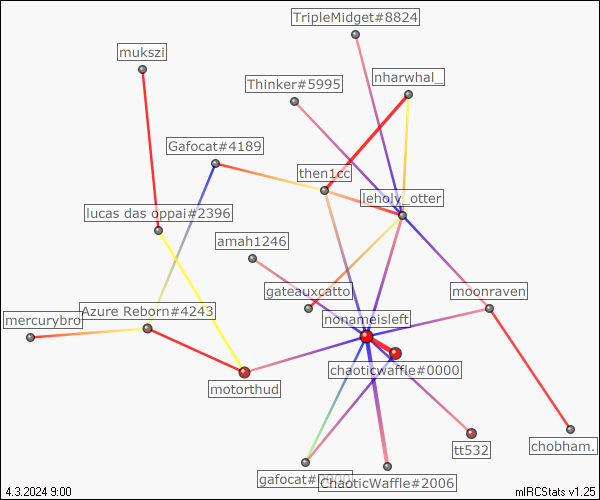 TripleMidget#8824
mukszi
nharwhal_
Thinker#5995
Gafocat#4189
then1cc
leholy_otter
lucas das oppai#2396
amah1246
gateauxcatto
moonraven
Azure Reborn#4243
mercurybro
nonameisleft
chaoticwaffle#0000
motorthud
tt532
chobham.
gafocat#0000
ChaoticWaffle#2006
4.3.2024 9:00
mIRCStats v1.25